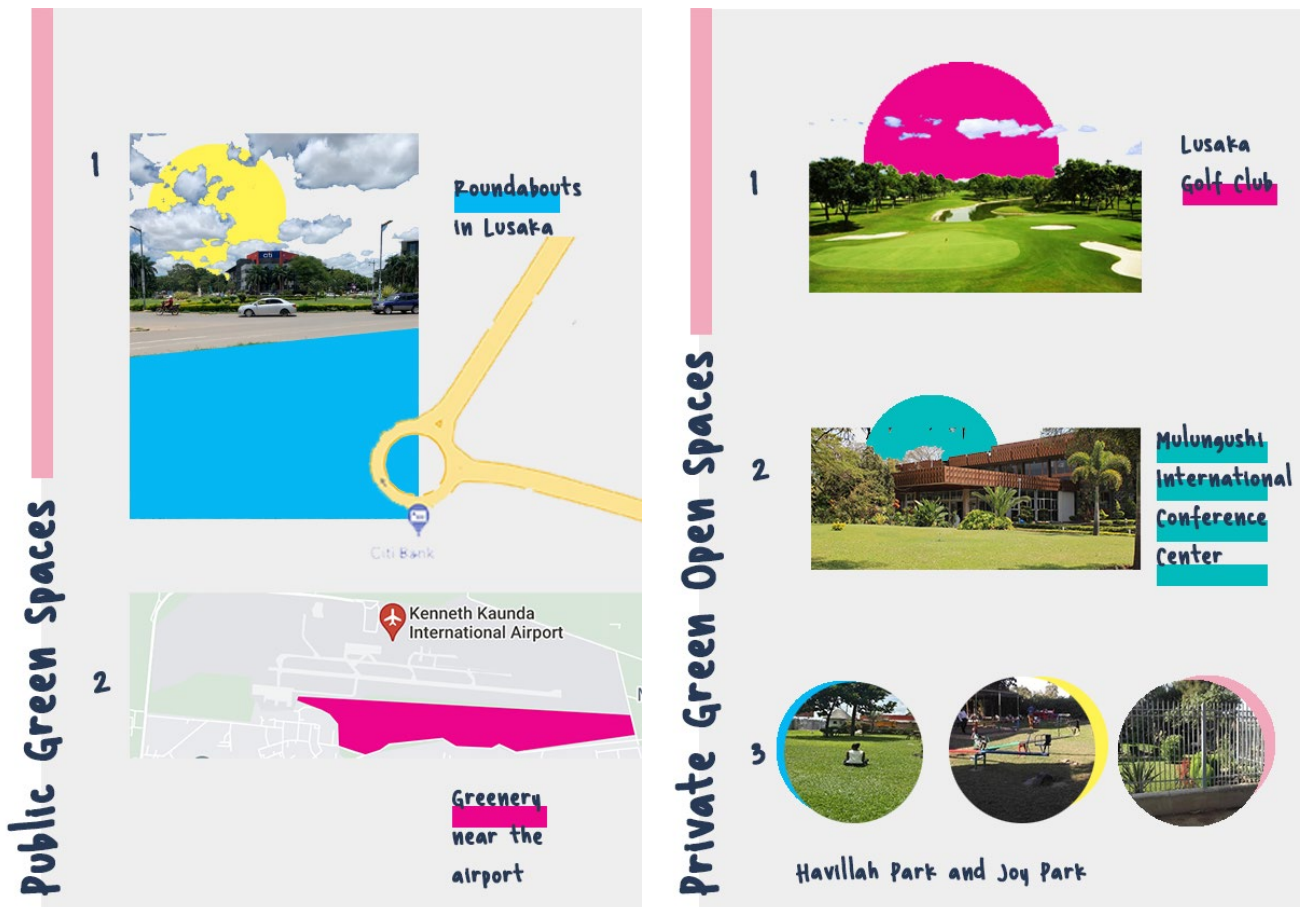 Public Green Spaces
1
citi
Roundabouts
in Lusaka
Citi Bank
2
Kenneth Kaunda
International Airport
Greenery
near the
airport
Private Green Open Spaces
1
Lusaka
Golf Club
2
Mulungushi
International
Conference
Center
3
Havillah Park and Joy Park